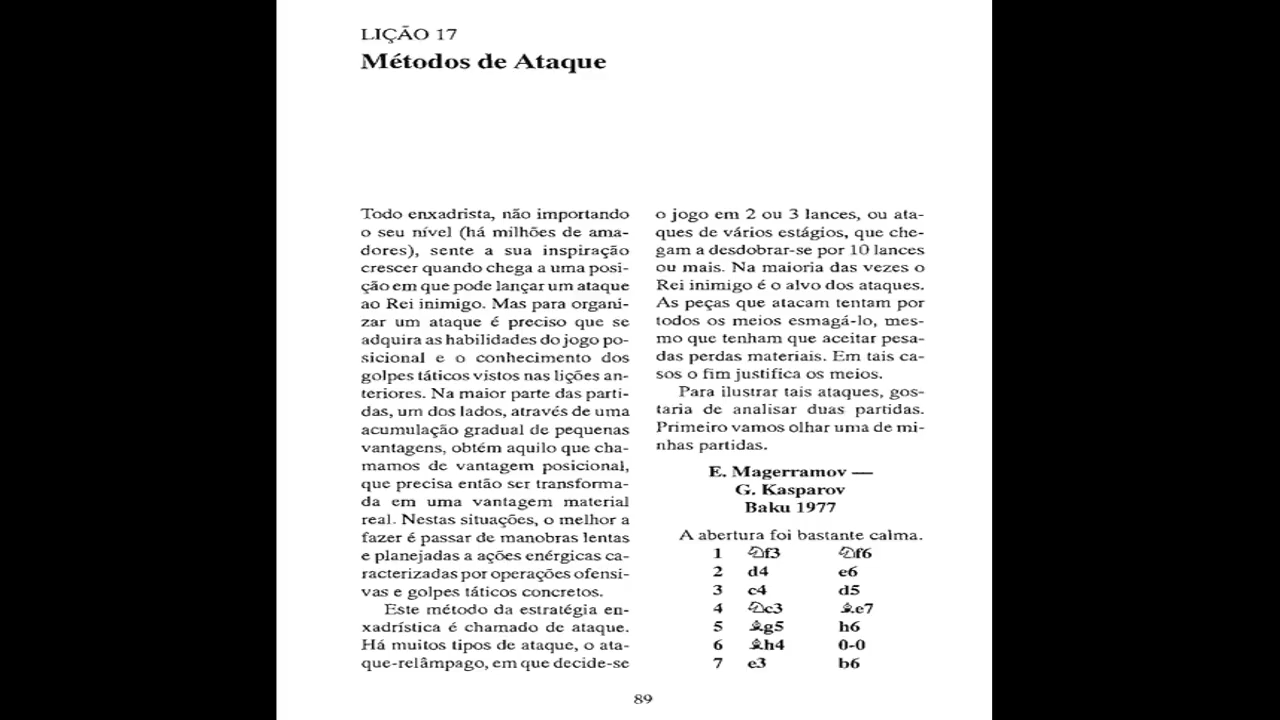 LIÇÃO 17
Métodos de Ataque
Todo enxadrista, não importando
o seu nível (há milhões de ama-
dores), sente a sua inspiração
crescer quando chega a uma posi-
ção em que pode lançar um ataque
ao Rei inimigo. Mas para organi-
zar um ataque é preciso que se
adquira as habilidades do jogo po-
sicional e o conhecimento dos
golpes táticos vistos nas lições an-
teriores. Na maior parte das parti-
das, um dos lados, através de uma
acumulação gradual de pequenas
vantagens, obtém aquilo que cha-
mamos de vantagem posicional,
que precisa então ser transforma-
da em uma vantagem material
real. Nestas situações, o melhor a
fazer é passar de manobras lentas
e planejadas a ações enérgicas ca-
racterizadas por operações ofensi-
vas e golpes táticos concretos.
Este método da estratégia en-
xadrística é chamado de ataque.
Há muitos tipos de ataque, o ata-
que-relâmpago, em que decide-se
o jogo em 2 ou 3 lances, ou ata-
ques de vários estágios, que che-
gam a desdobrar-se por 10 lances
ou mais. Na maioria das vezes o
Rei inimigo é o alvo dos ataques.
As peças que atacam tentam por
todos os meios esmagá-lo, mes-
mo que tenham que aceitar pesa-
das perdas materiais. Em tais ca-
sos o fim justifica os meios.
Para ilustrar tais ataques, gos-
taria de analisar duas partidas.
Primeiro vamos olhar uma de mi-
nhas partidas.
E. Magerramov —
G. Kasparov
Baku 1977
A abertura foi bastante calma.
1 ♘f3 ♘f6
2 d4 e6
3 c4 d5
4 ♘c3 ♝e7
5 ♝g5 h6
6 ♝h4 0-0
7 e3 b6
89